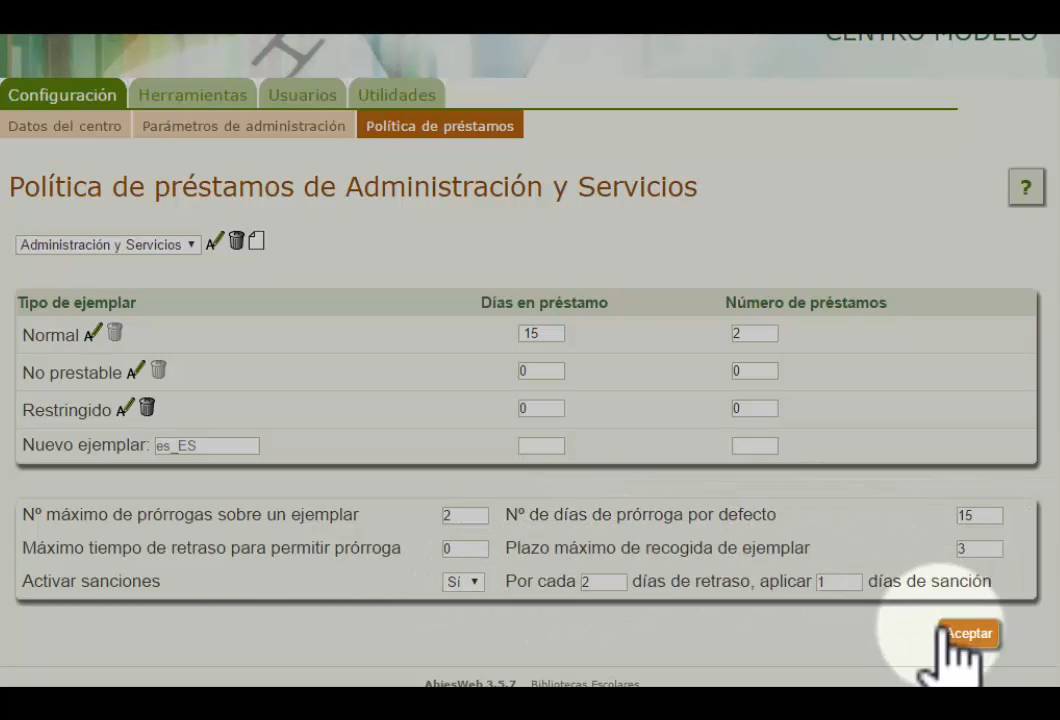 CENTRO MODELO
Configuración Herramientas Usuarios Utilidades
Datos del centro Parámetros de administración Política de préstamos
Política de préstamos de Administración y Servicios ?
Administración y Servicios ▼
Tipo de ejemplar Días en préstamo Número de préstamos
Normal 15 2
No prestable 0 0
Restringido 0 0
Nuevo ejemplar: es_ES
Nº máximo de prórrogas sobre un ejemplar 2 Nº de días de prórroga por defecto 15
Máximo tiempo de retraso para permitir prórroga 0 Plazo máximo de recogida de ejemplar 3
Activar sanciones Sí ▼ Por cada 2 días de retraso, aplicar 1 días de sanción
Aceptar
AbiesWeb 3.5.7 Bibliotecas Escolares